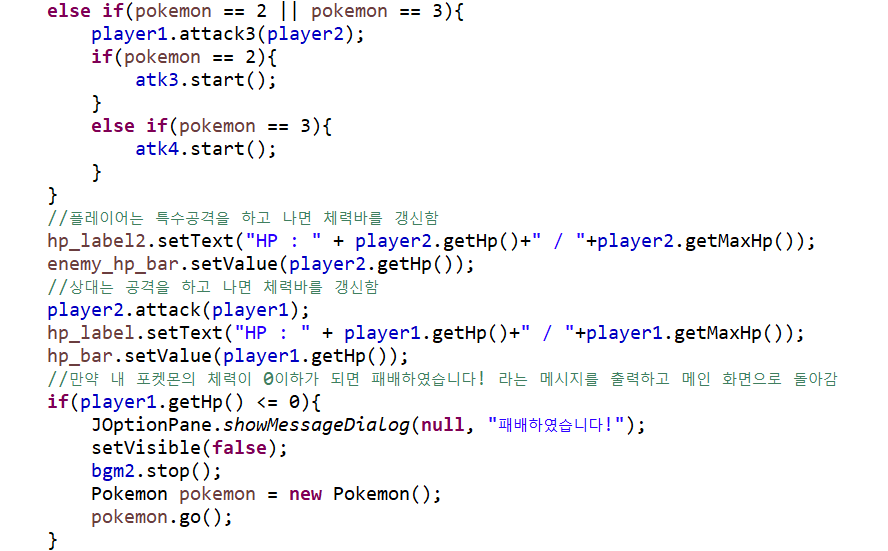 else if(pokemon == 2 || pokemon == 3){
player1.attack3(player2);
if(pokemon == 2){
atk3.start();
}
else if(pokemon == 3){
atk4.start();
}
}
//플레이어는 특수공격을 하고 나면 체력바를 갱신함
hp_label2.setText("HP : " + player2.getHp()+" / "+player2.getMaxHp());
enemy_hp_bar.setValue(player2.getHp());
//상대는 공격을 하고 나면 체력바를 갱신함
player2.attack(player1);
hp_label.setText("HP : " + player1.getHp()+" / "+player1.getMaxHp());
hp_bar.setValue(player1.getHp());
//만약 내 포켓몬의 체력이 0이하가 되면 패배하였습니다! 라는 메시지를 출력하고 메인 화면으로 돌아감
if(player1.getHp() <= 0){
JOptionPane.showMessageDialog(null, "패배하였습니다!");
setVisible(false);
bgm2.stop();
Pokemon pokemon = new Pokemon();
pokemon.go();
}